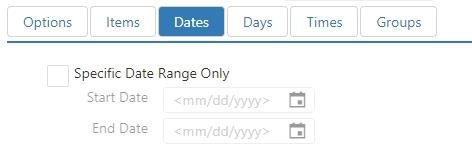 Options Items Dates Days Times Groups
Specific Date Range Only
Start Date <mm/dd/yyyy>
End Date <mm/dd/yyyy>